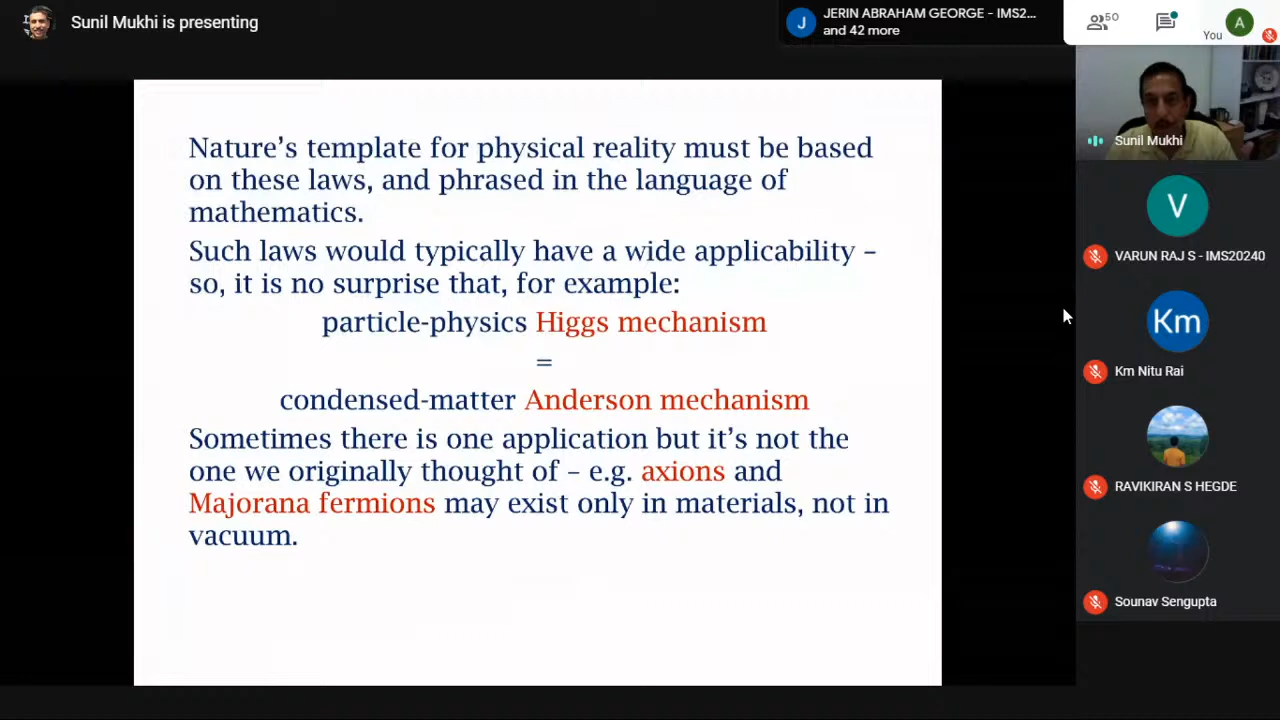 Sunil Mukhi is presenting
JERIN ABRAHAM GEORGE - IMS2...
and 42 more
J
50
You
A
Nature’s template for physical reality must be based
on these laws, and phrased in the language of
mathematics.
Such laws would typically have a wide applicability –
so, it is no surprise that, for example:
particle-physics Higgs mechanism
=
condensed-matter Anderson mechanism
Sometimes there is one application but it’s not the
one we originally thought of – e.g. axions and
Majorana fermions may exist only in materials, not in
vacuum.
Sunil Mukhi
V
VARUN RAJ S - IMS20240
Km
Km Nitu Rai
RAVIKIRAN S HEGDE
Sounav Sengupta